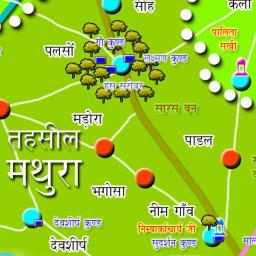 सोंह
केला
पालिता
सखी
पलसों
गौ कुण्ड
लक्ष्मण कुण्ड
हंस सरोवर
सारस वन
मड़ोरा
तहसील
मथुरा
पाडल
भगोसा
नीम गाँव
निम्बार्काचार्य जी
सुदर्शन कुण्ड
देवशीर्ष कुण्ड
देवशीर्ष